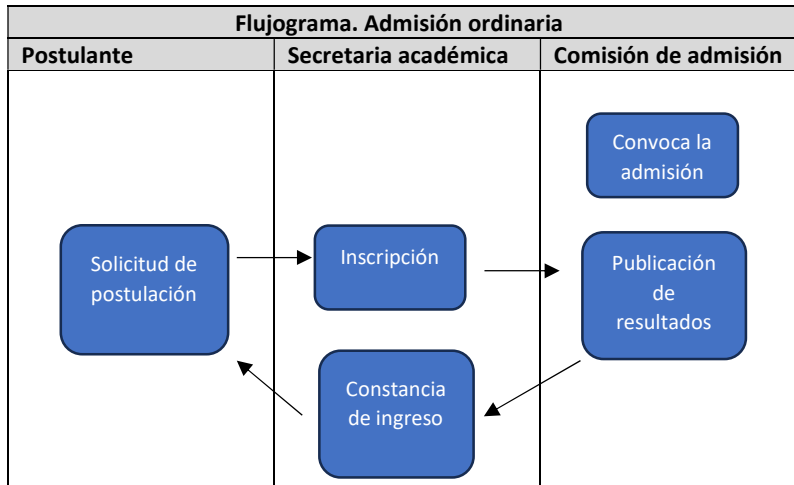 Flujograma. Admisión ordinaria
Postulante
Secretaria académica
Comisión de admisión
Convoca la
admisión
Solicitud de
postulación
Inscripción
Publicación
de
resultados
Constancia
de ingreso